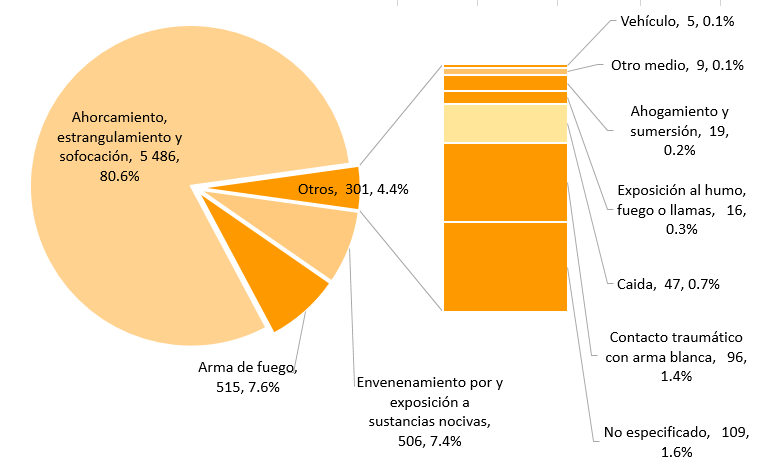 Ahorcamiento,
estrangulamiento y
sofocación,  5 486,
80.6%
Otros,  301, 4.4%
Arma de fuego,
515, 7.6%
Envenenamiento por y
exposición a
sustancias nocivas,
506, 7.4%
Vehículo,  5, 0.1%
Otro medio,  9, 0.1%
Ahogamiento y
sumersión,  19,
0.2%
Exposición al humo,
fuego o llamas,  16,
0.3%
Caida,  47, 0.7%
Contacto traumático
con arma blanca,  96,
1.4%
No especificado,  109,
1.6%